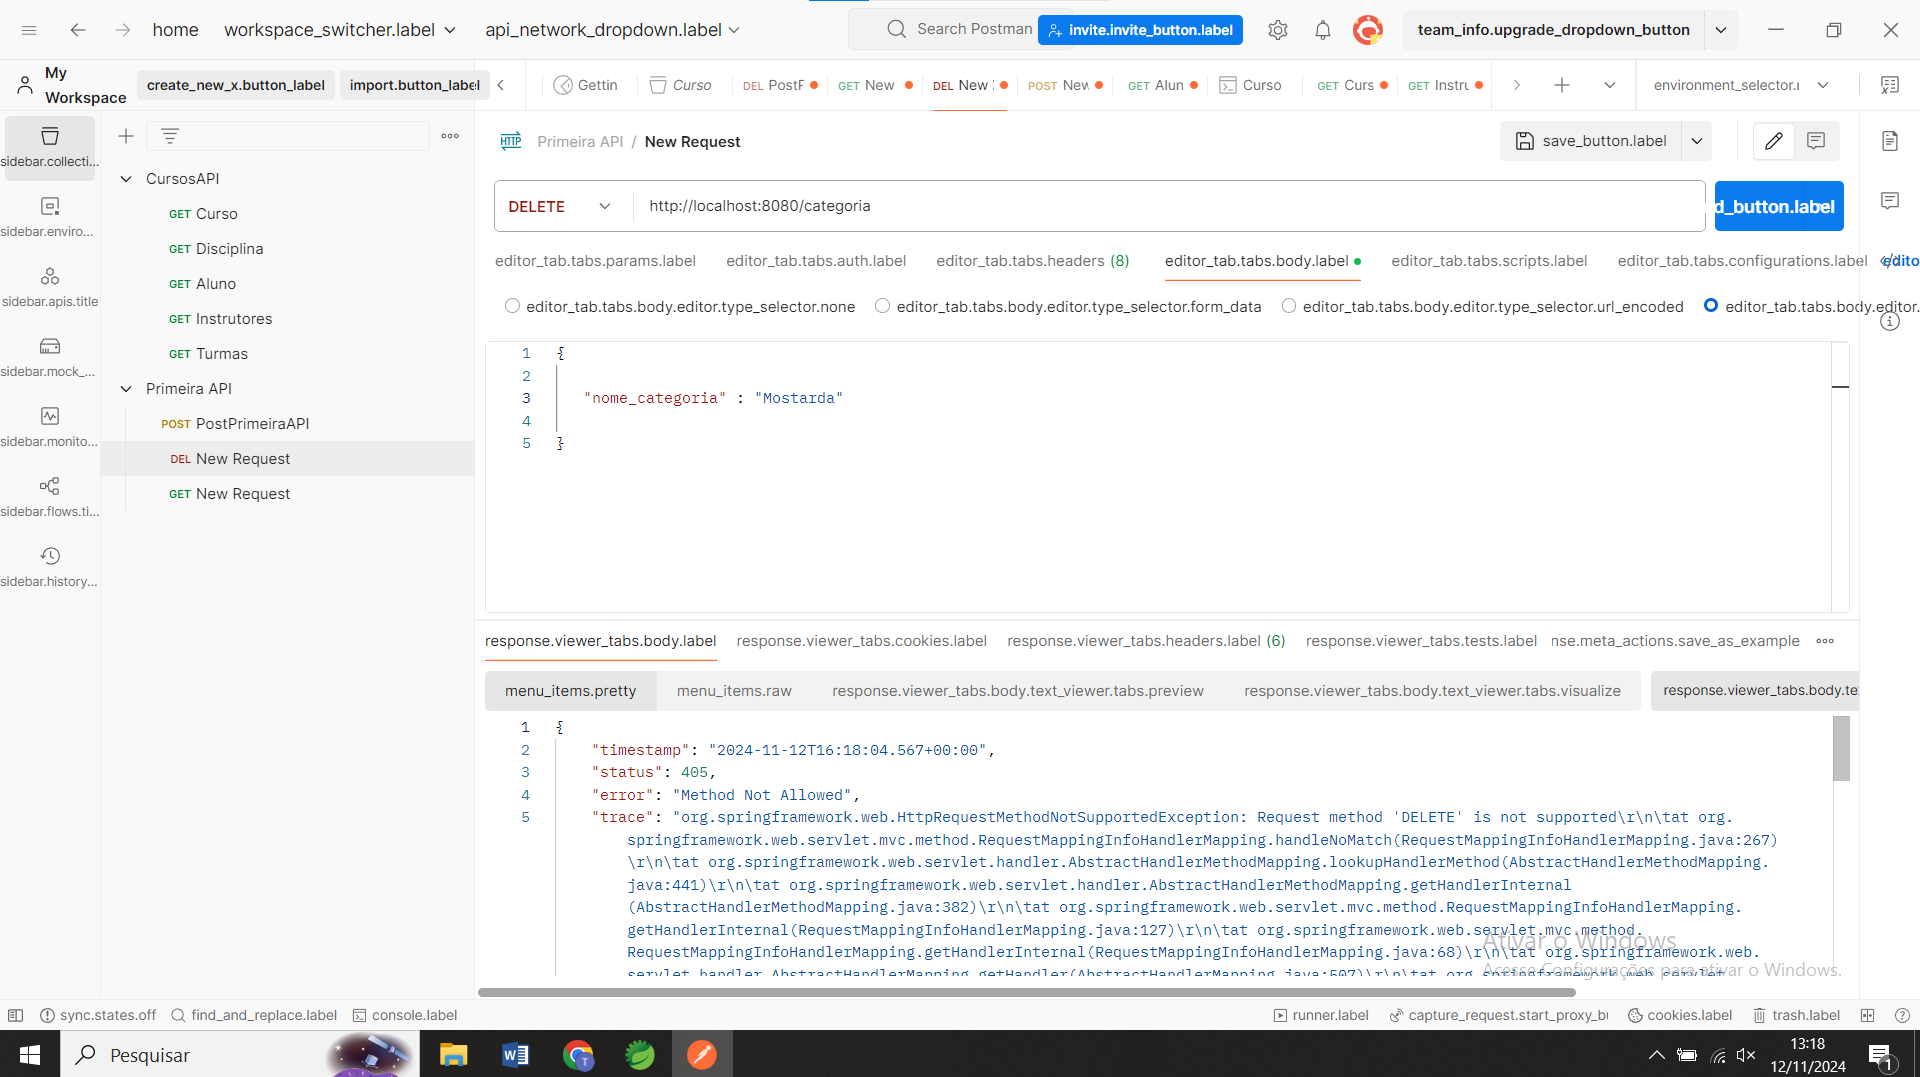 home
workspace_switcher.label
api_network_dropdown.label
Search Postman
invite.invite_button.label
team_info.upgrade_dropdown_button
My
Workspace
create_new_x.button_label
import.button_label
Gettin
Curso
DEL PostF
GET New
DEL New
POST New
GET Alun
Curso
GET Curs
GET Instru
environment_selector.
sidebar.collecti...
sidebar.enviro...
sidebar.apis.title
sidebar.mock_...
sidebar.monito...
sidebar.flows.ti...
sidebar.history...
CursosAPI
GET Curso
GET Disciplina
GET Aluno
GET Instrutores
GET Turmas
Primeira API
POST PostPrimeiraAPI
DEL New Request
GET New Request
HTTP Primeira API / New Request
save_button.label
DELETE
http://localhost:8080/categoria
d_button.label
editor_tab.tabs.params.label
editor_tab.tabs.auth.label
editor_tab.tabs.headers (8)
editor_tab.tabs.body.label
editor_tab.tabs.scripts.label
editor_tab.tabs.configurations.label
edito
editor_tab.tabs.body.editor.type_selector.none
editor_tab.tabs.body.editor.type_selector.form_data
editor_tab.tabs.body.editor.type_selector.url_encoded
editor_tab.tabs.body.editor.
1 {
2
3 "nome_categoria" : "Mostarda"
4
5 }
response.viewer_tabs.body.label
response.viewer_tabs.cookies.label
response.viewer_tabs.headers.label (6)
response.viewer_tabs.tests.label
nse.meta_actions.save_as_example
menu_items.pretty
menu_items.raw
response.viewer_tabs.body.text_viewer.tabs.preview
response.viewer_tabs.body.text_viewer.tabs.visualize
response.viewer_tabs.body.te
1 {
2 "timestamp": "2024-11-12T16:18:04.567+00:00",
3 "status": 405,
4 "error": "Method Not Allowed",
5 "trace": "org.springframework.web.HttpRequestMethodNotSupportedException: Request method 'DELETE' is not supported\r\n\tat org.
springframework.web.servlet.mvc.method.RequestMappingInfoHandlerMapping.handleNoMatch(RequestMappingInfoHandlerMapping.java:267)
\r\n\tat org.springframework.web.servlet.handler.AbstractHandlerMethodMapping.lookupHandlerMethod(AbstractHandlerMethodMapping.
java:441)\r\n\tat org.springframework.web.servlet.handler.AbstractHandlerMethodMapping.getHandlerInternal
(AbstractHandlerMethodMapping.java:382)\r\n\tat org.springframework.web.servlet.mvc.method.RequestMappingInfoHandlerMapping.
getHandlerInternal(RequestMappingInfoHandlerMapping.java:127)\r\n\tat org.springframework.web.servlet.mvc.method.
RequestMappingInfoHandlerMapping.getHandlerInternal(RequestMappingInfoHandlerMapping.java:68)\r\n\tat org.springframework.web.
servlet.handler.AbstractHandlerMapping.getHandler(AbstractHandlerMapping.java:507)\r\n\tat org.springframework.web.servlet.
Ativar o Windows
Acesse Configurações para ativar o Windows.
sync.states.off
find_and_replace.label
console.label
runner.label
capture_request.start_proxy_b
cookies.label
trash.label
Pesquisar
13:18
12/11/2024
1